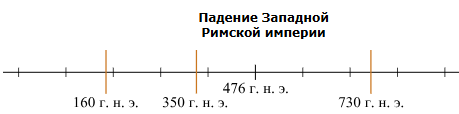 Падение Западной
Римской империи
476 г. н. э.
160 г. н. э.
350 г. н. э.
730 г. н. э.